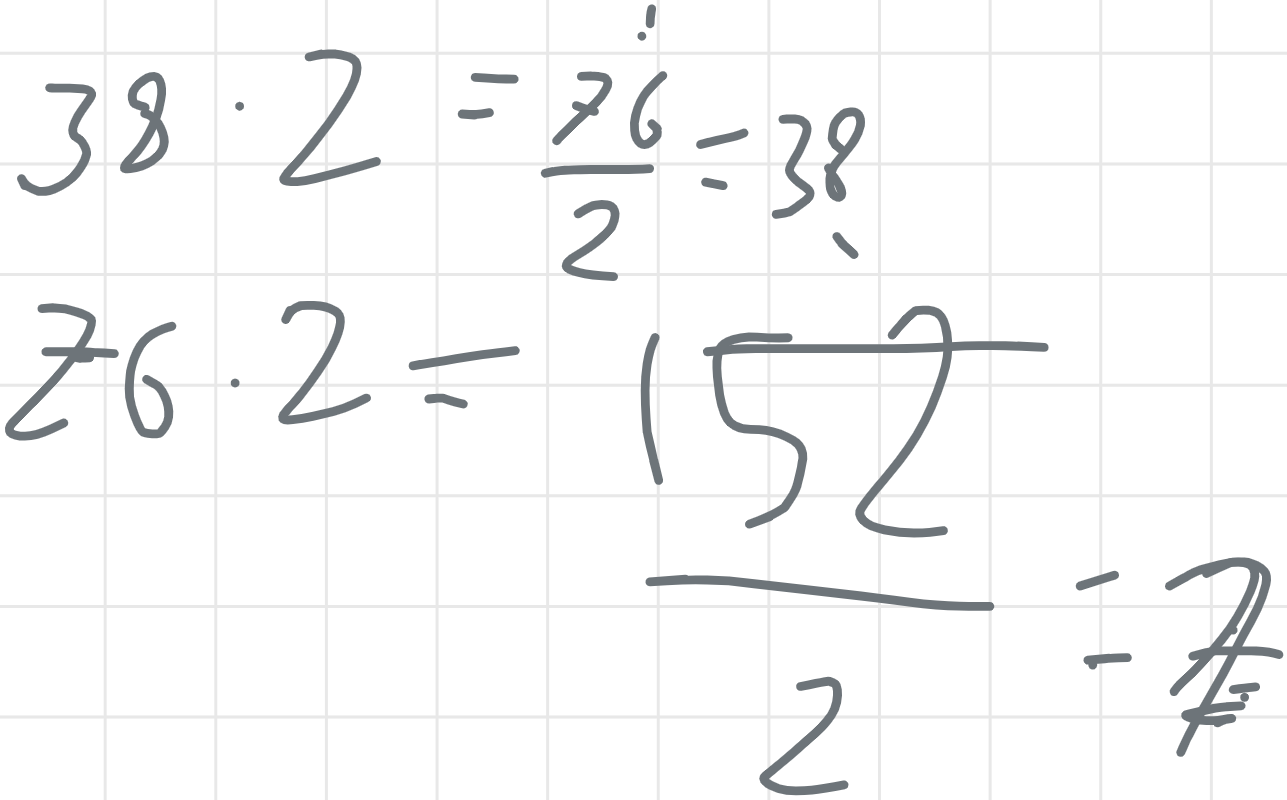 38 · 2 = 76/2 = 38
76 · 2 = 152/2 = 7